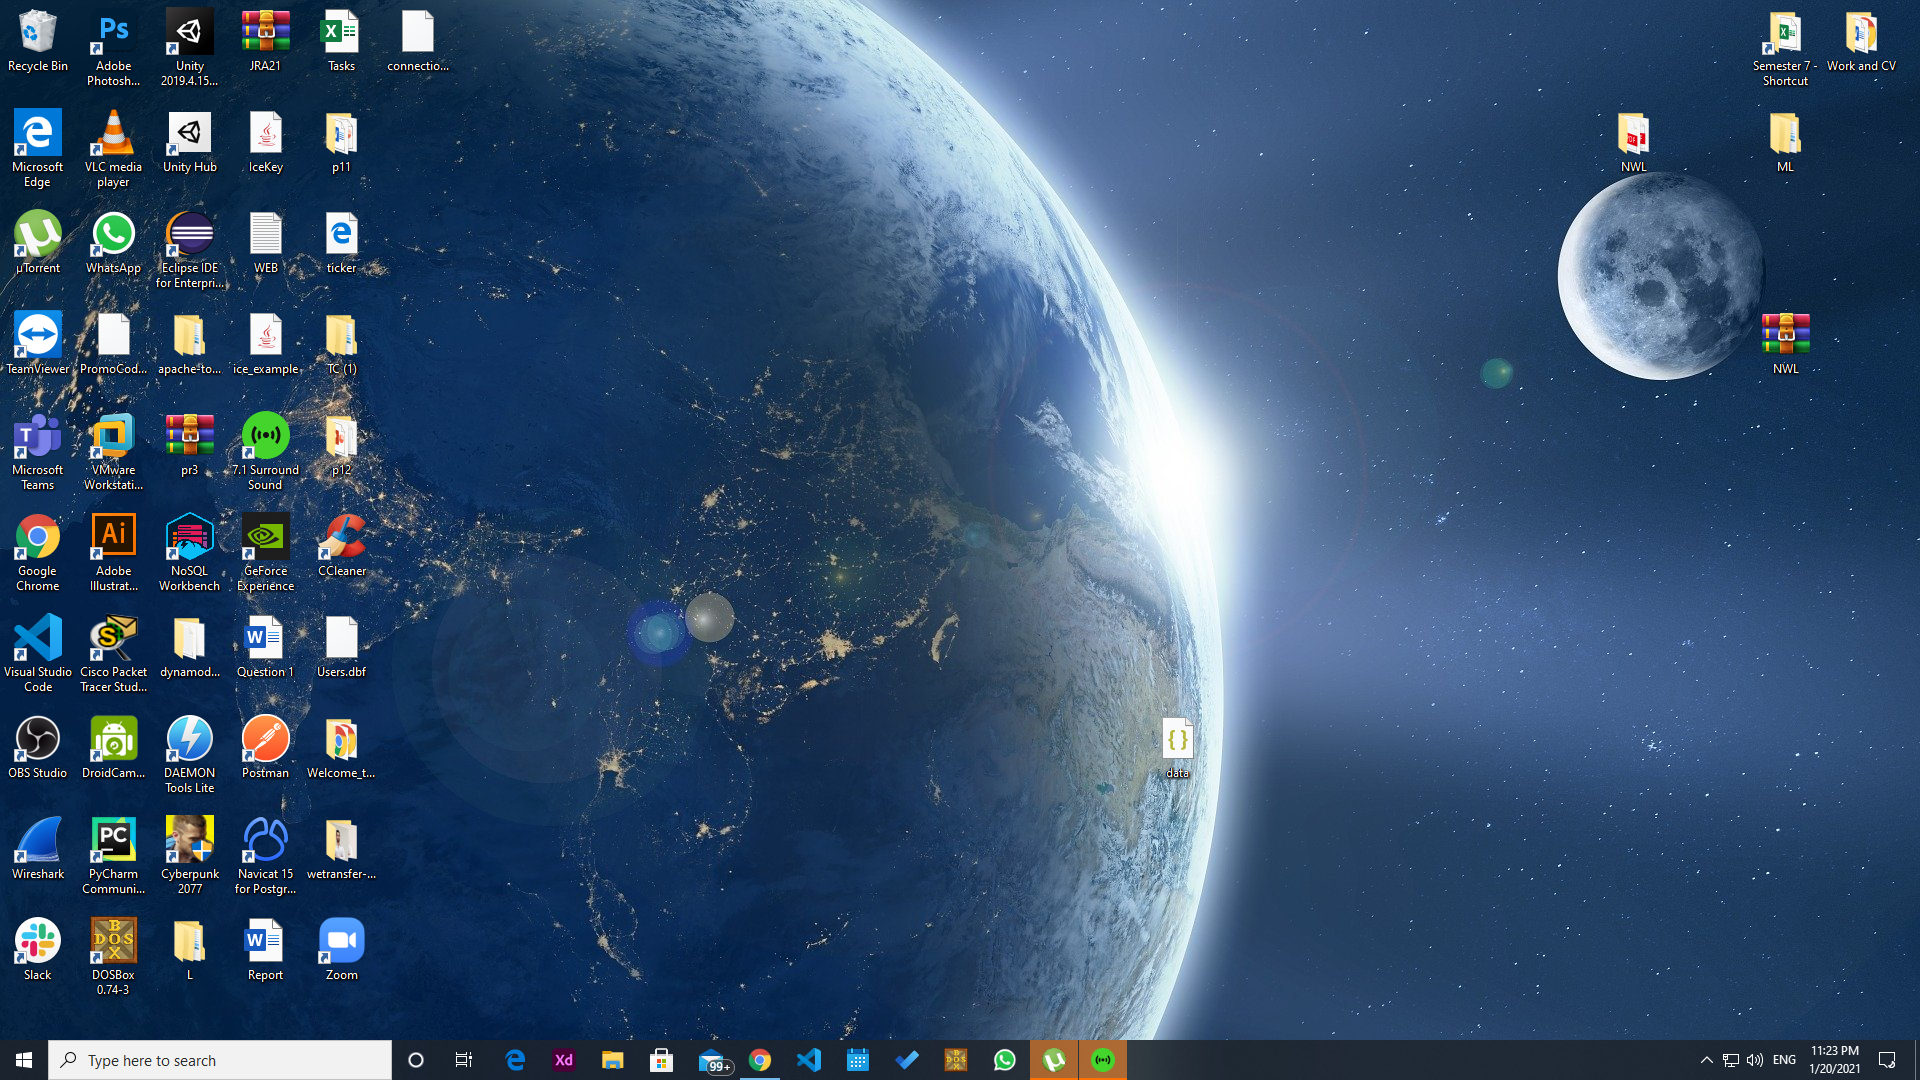 Recycle Bin
Adobe
Photosh...
Unity
2019.4.15...
JRA21
Tasks
connectio...
Semester 7 -
Shortcut
Work and CV
Microsoft
Edge
VLC media
player
Unity Hub
IceKey
p11
NWL
ML
µTorrent
WhatsApp
Eclipse IDE
for Enterpri...
WEB
ticker
TeamViewer
PromoCod...
apache-to...
ice_example
TC (1)
NWL
Microsoft
Teams
VMware
Workstati...
pr3
7.1 Surround
Sound
p12
Google
Chrome
Adobe
Illustrat...
NoSQL
Workbench
GeForce
Experience
CCleaner
Visual Studio
Code
Cisco Packet
Tracer Stud...
dynamod...
Question 1
Users.dbf
OBS Studio
DroidCam...
DAEMON
Tools Lite
Postman
Welcome_t...
data
Wireshark
PyCharm
Communi...
Cyberpunk
2077
Navicat 15
for Postgr...
wetransfer-...
Slack
DOSBox
0.74-3
L
Report
Zoom
Type here to search
Xd
99+
ENG
11:23 PM
1/20/2021